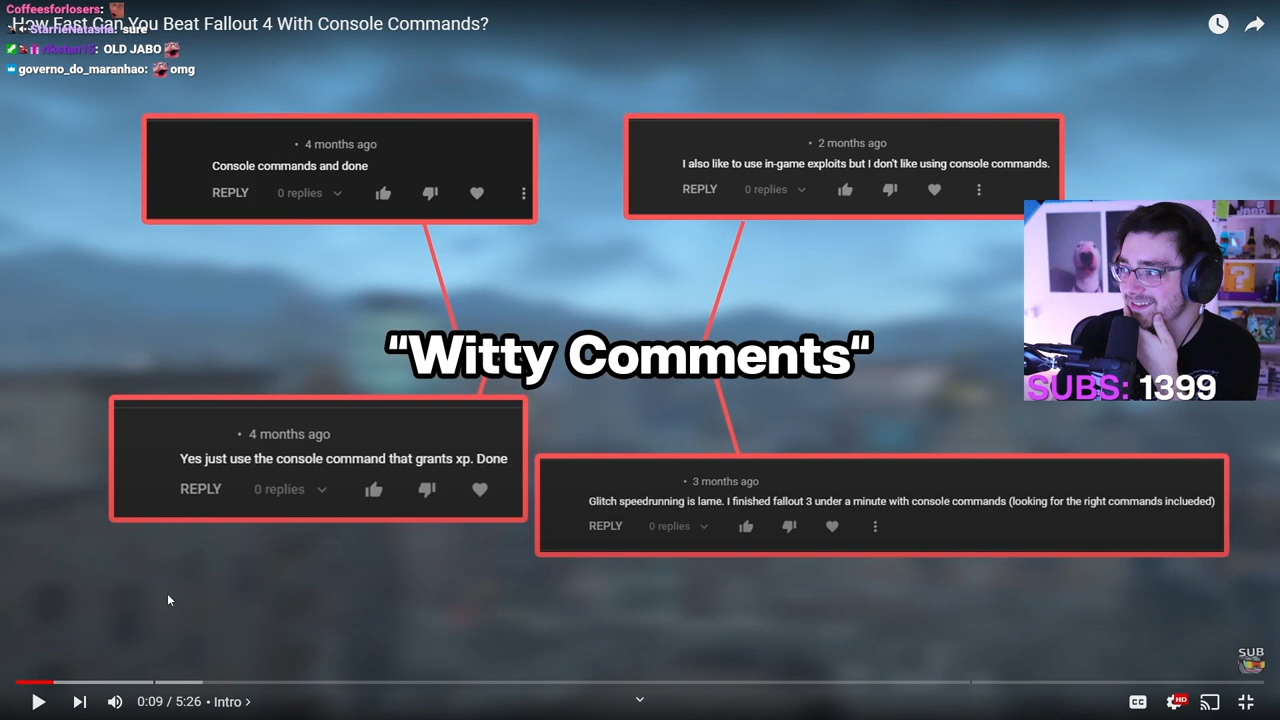 Coffeesforlosers:
How Fast Can You Beat Fallout 4 With Console Commands?
StarrieNatasha: sure
OLD JABO
governo_do_maranhao: omg
• 4 months ago
Console commands and done
REPLY 0 replies
• 2 months ago
I also like to use in-game exploits but I don't like using console commands.
REPLY 0 replies
"Witty Comments"
SUBS: 1399
• 4 months ago
Yes just use the console command that grants xp. Done
REPLY 0 replies
• 3 months ago
Glitch speedrunning is lame. I finished fallout 3 under a minute with console commands (looking for the right commands inclueded)
REPLY 0 replies
SUB
0:09 / 5:26 • Intro >
CC
HD